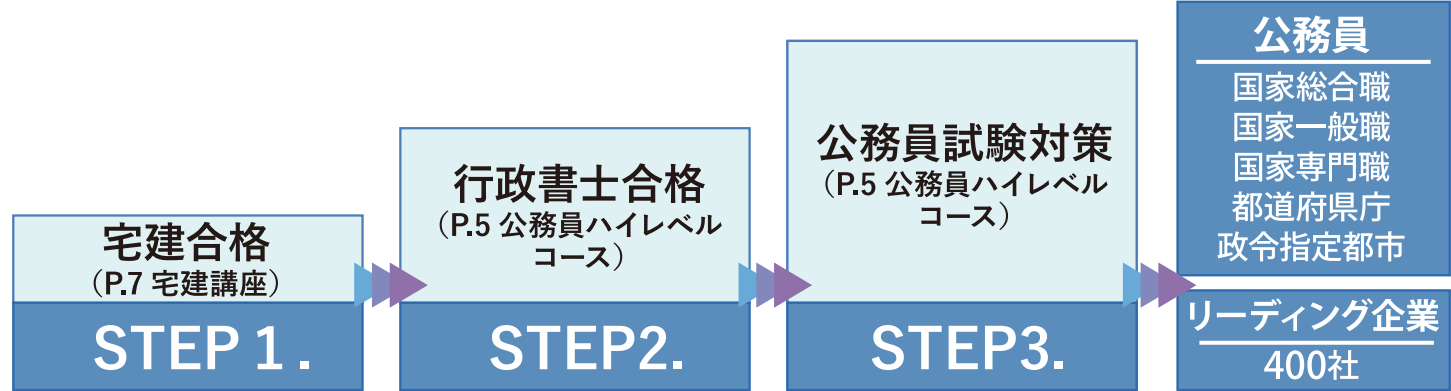 宅建合格
（P.7 宅建講座）
STEP 1 .
行政書士合格
（P.5 公務員ハイレベル
コース）
STEP2.
公務員試験対策
（P.5 公務員ハイレベル
コース）
STEP3.
公務員
国家総合職
国家一般職
国家専門職
都道府県庁
政令指定都市
リーディング企業
400社